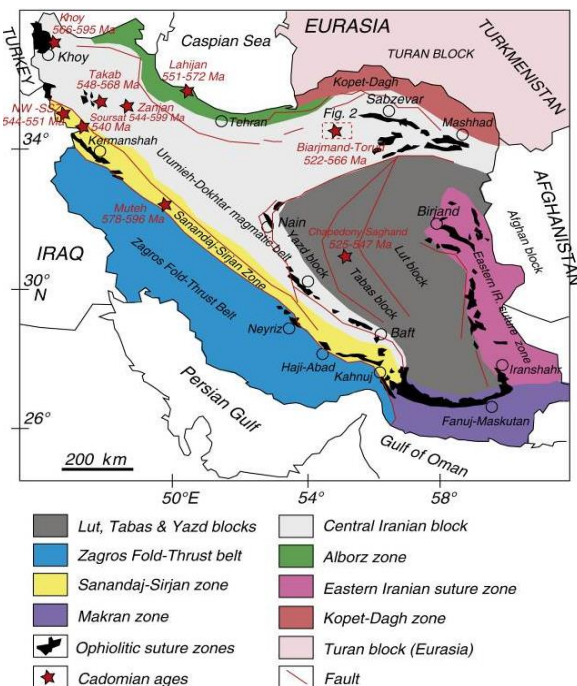 EURASIA
Caspian Sea
TURAN BLOCK
TURKMENISTAN
TURKEY
Khoy
566-595 Ma
Khoy
Lahijan
551-572 Ma
Takab
548-568 Ma
Zanjan
544-599 Ma
NW -SSZ
544-551 Ma
Soursat
540 Ma
Kopet-Dagh
Sabzevar
Fig. 2
Mashhad
Tehran
Biarjmand-Torud
522-566 Ma
34°
Kermanshah
Urumieh-Dokhtar magmatic belt
Muteh
578-596 Ma
Sanandaj-Sirjan Zone
Nain
Chapedony/Saghand
525-547 Ma
Birjand
AFGHANISTAN
Afghan block
IRAQ
Zagros Fold-Thrust Belt
Yazd block
Tabas block
Lut block
Eastern IR. suture zone
30°
N
Neyriz
Baft
Haji-Abad
Kahnuj
Iranshahr
Persian Gulf
Fanuj-Maskutan
26°
Gulf of Oman
200 km
50°E
54°
58°
Lut, Tabas & Yazd blocks
Central Iranian block
Zagros Fold-Thrust belt
Alborz zone
Sanandaj-Sirjan zone
Eastern Iranian suture zone
Makran zone
Kopet-Dagh zone
Ophiolitic suture zones
Turan block (Eurasia)
Cadomian ages
Fault